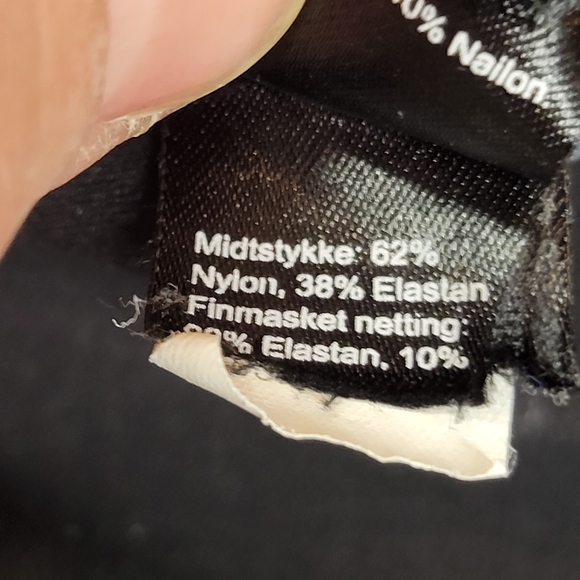 0% Nailon.
Midtstykke: 62%
Nylon, 38% Elastan
Finmasket netting:
% Elastan. 10%